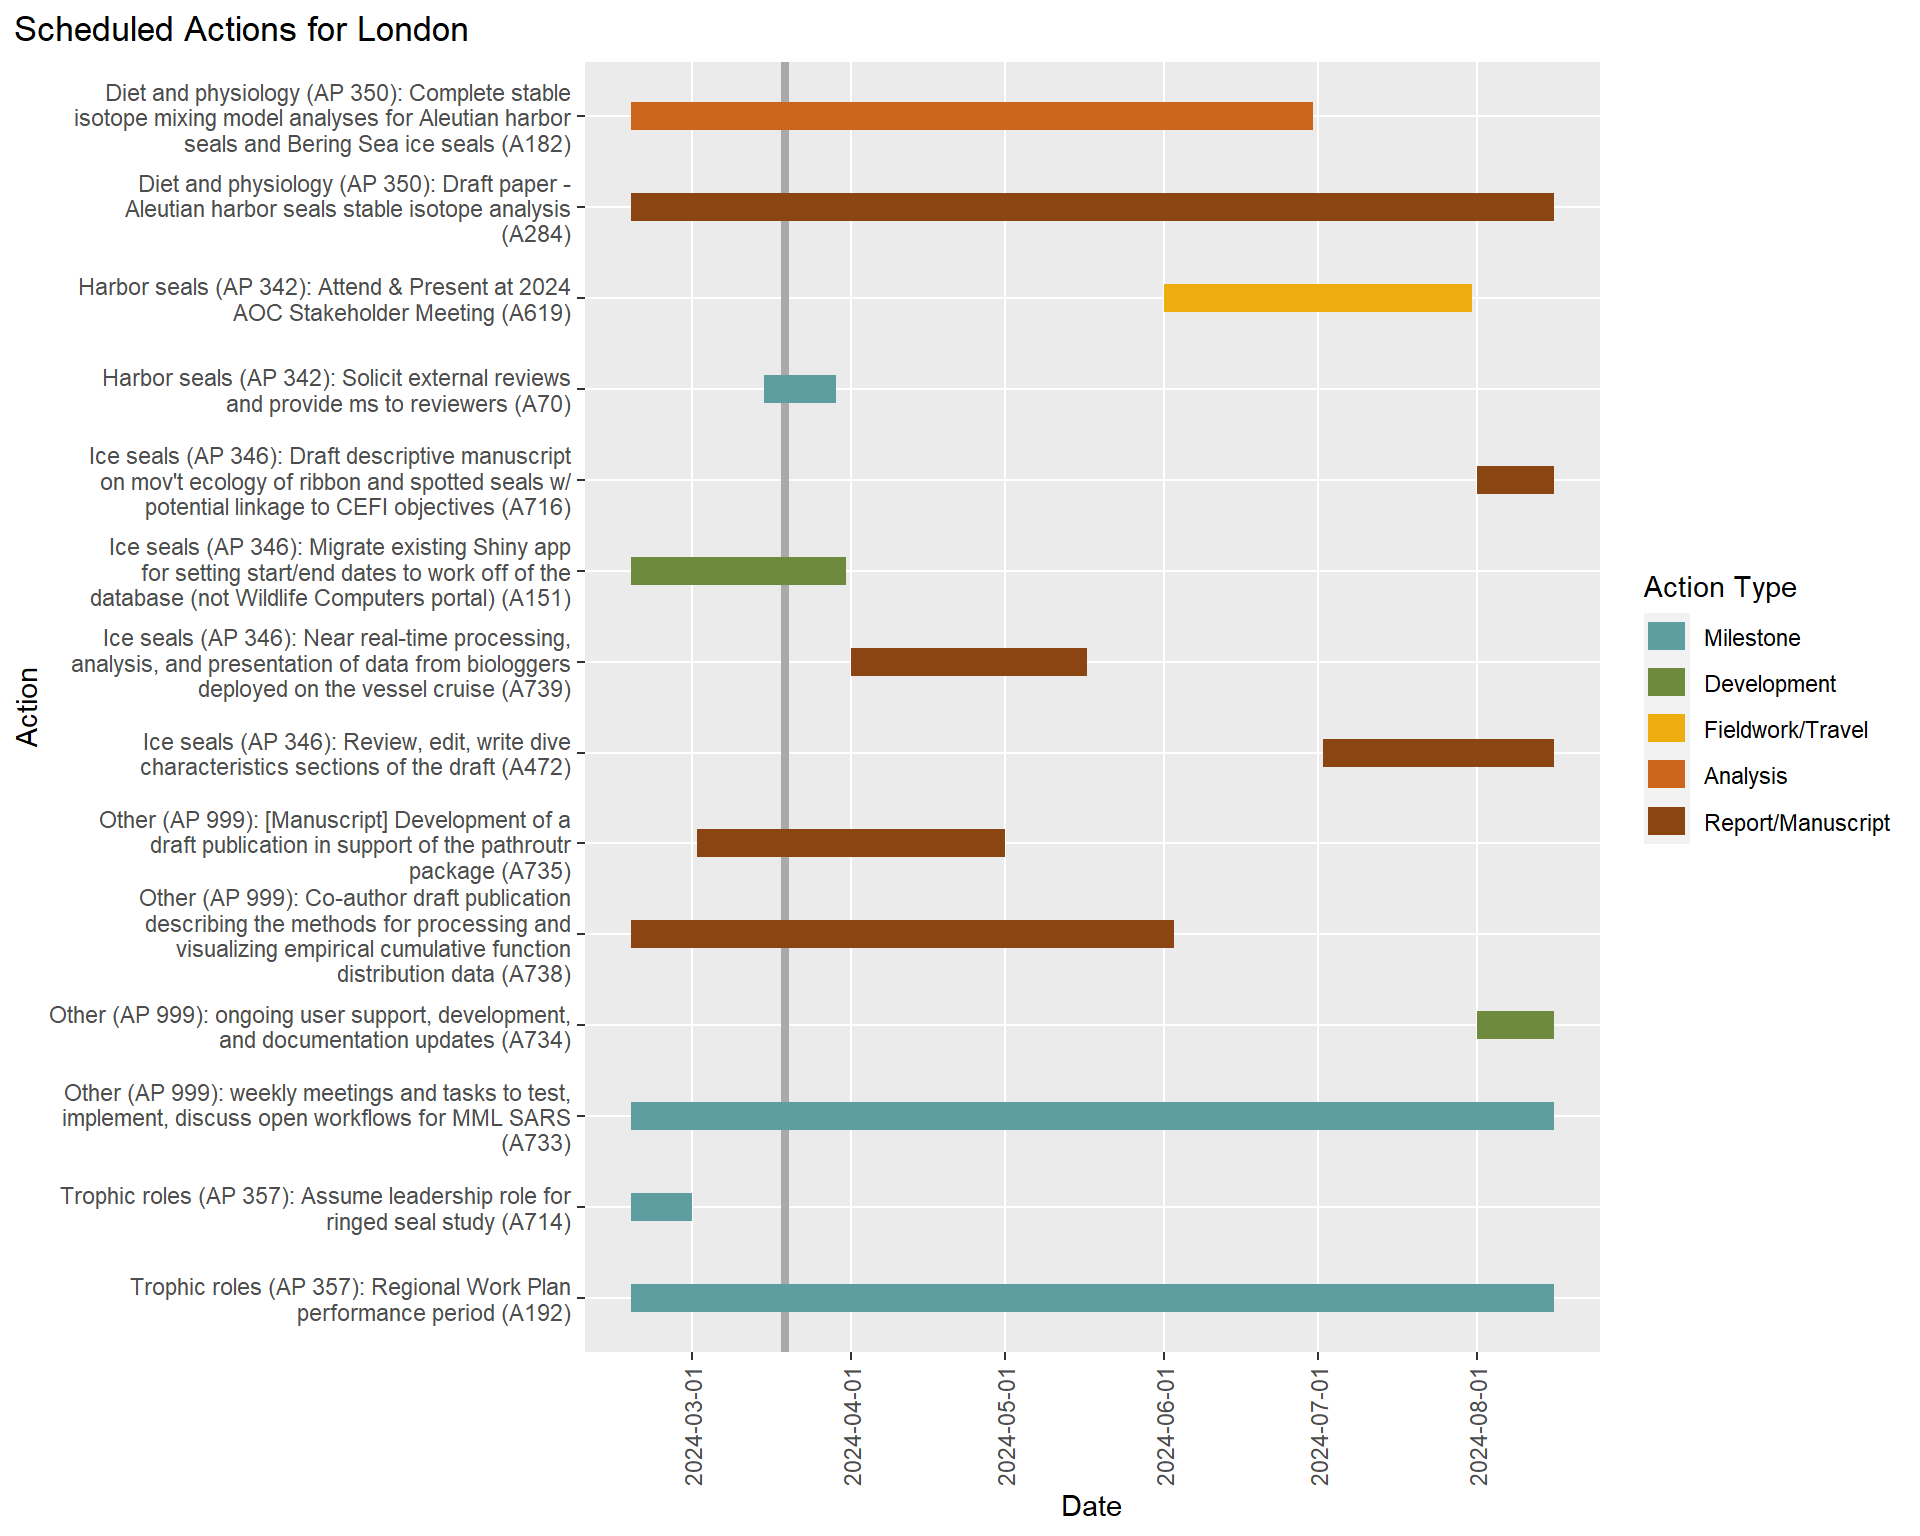 Scheduled Actions for London
Diet and physiology (AP 350): Complete stable
isotope mixing model analyses for Aleutian harbor
seals and Bering Sea ice seals (A182)
Diet and physiology (AP 350): Draft paper -
Aleutian harbor seals stable isotope analysis
(A284)
Harbor seals (AP 342): Attend & Present at 2024
AOC Stakeholder Meeting (A619)
Harbor seals (AP 342): Solicit external reviews
and provide ms to reviewers (A70)
Ice seals (AP 346): Draft descriptive manuscript
on mov't ecology of ribbon and spotted seals w/
potential linkage to CEFI objectives (A716)
Ice seals (AP 346): Migrate existing Shiny app
for setting start/end dates to work off of the
database (not Wildlife Computers portal) (A151)
Ice seals (AP 346): Near real-time processing,
analysis, and presentation of data from biologgers
deployed on the vessel cruise (A739)
Ice seals (AP 346): Review, edit, write dive
characteristics sections of the draft (A472)
Other (AP 999): [Manuscript] Development of a
draft publication in support of the pathroutr
package (A735)
Other (AP 999): Co-author draft publication
describing the methods for processing and
visualizing empirical cumulative function
distribution data (A738)
Other (AP 999): ongoing user support, development,
and documentation updates (A734)
Other (AP 999): weekly meetings and tasks to test,
implement, discuss open workflows for MML SARS
(A733)
Trophic roles (AP 357): Assume leadership role for
ringed seal study (A714)
Trophic roles (AP 357): Regional Work Plan
performance period (A192)
Action
2024-03-01
2024-04-01
2024-05-01
2024-06-01
2024-07-01
2024-08-01
Date
Action Type
Milestone
Development
Fieldwork/Travel
Analysis
Report/Manuscript